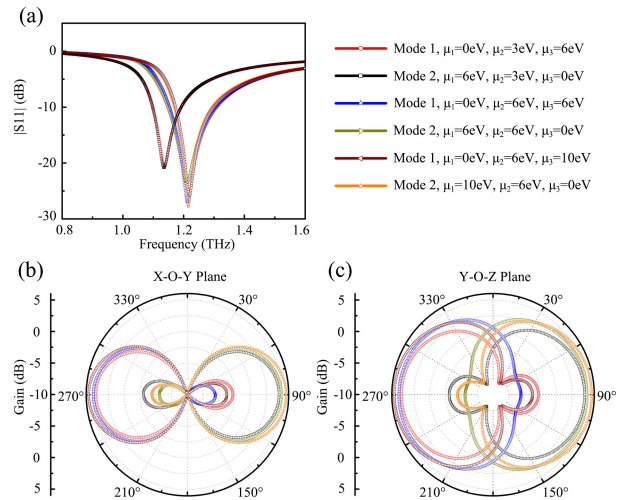 (a)
0
-10
-20
-30
|S11| (dB)
0.8 1.0 1.2 1.4 1.6
Frequency (THz)
Mode 1, μ₁=0eV, μ₂=3eV, μ₃=6eV
Mode 2, μ₁=6eV, μ₂=3eV, μ₃=0eV
Mode 1, μ₁=0eV, μ₂=6eV, μ₃=6eV
Mode 2, μ₁=6eV, μ₂=6eV, μ₃=0eV
Mode 1, μ₁=0eV, μ₂=6eV, μ₃=10eV
Mode 2, μ₁=10eV, μ₂=6eV, μ₃=0eV
(b)
X-O-Y Plane
5
0
-5
-10
-5
0
5
Gain (dB)
330°
30°
270°
90°
210°
150°
(c)
Y-O-Z Plane
5
0
-5
-10
-5
0
5
Gain (dB)
330°
30°
270°
90°
210°
150°